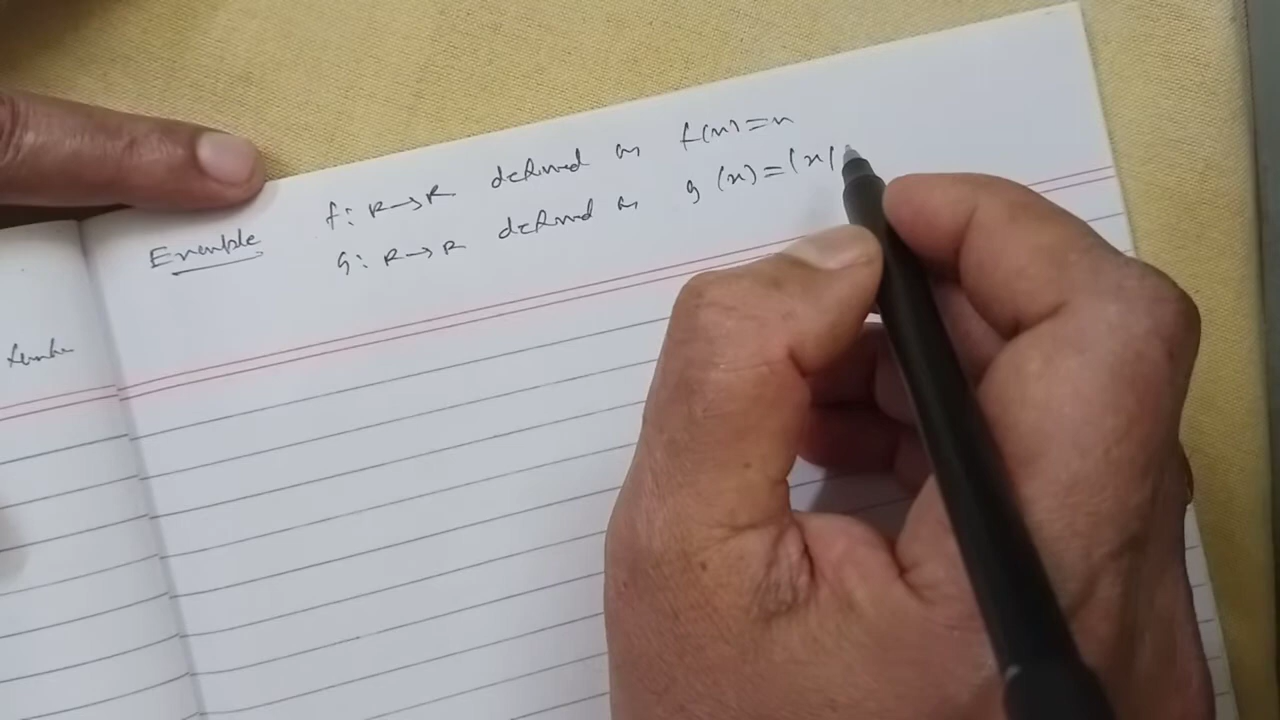 Example f: R→R defined as f(x)=x
g: R→R defined as g(x)=|x|